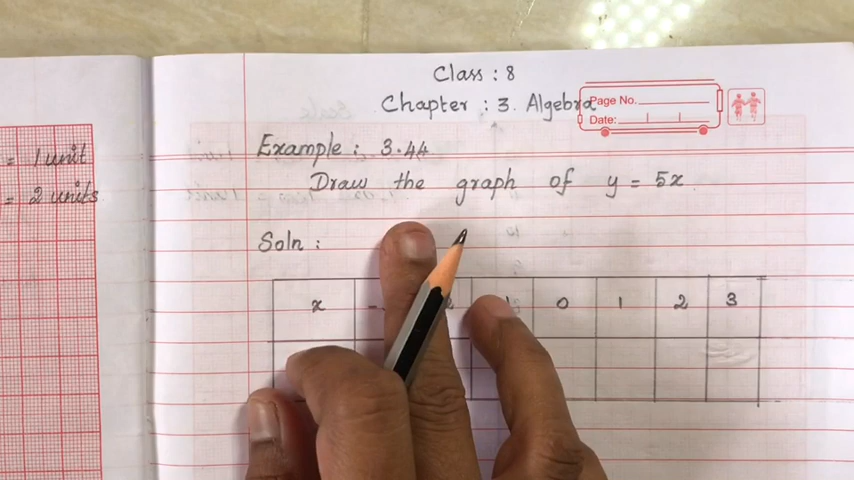 Class : 8
Chapter : 3. Algebra
Page No.
Date:
= 1 unit
= 2 units
Example : 3.44
Draw the graph of y = 5x
Soln :
x 0 1 2 3